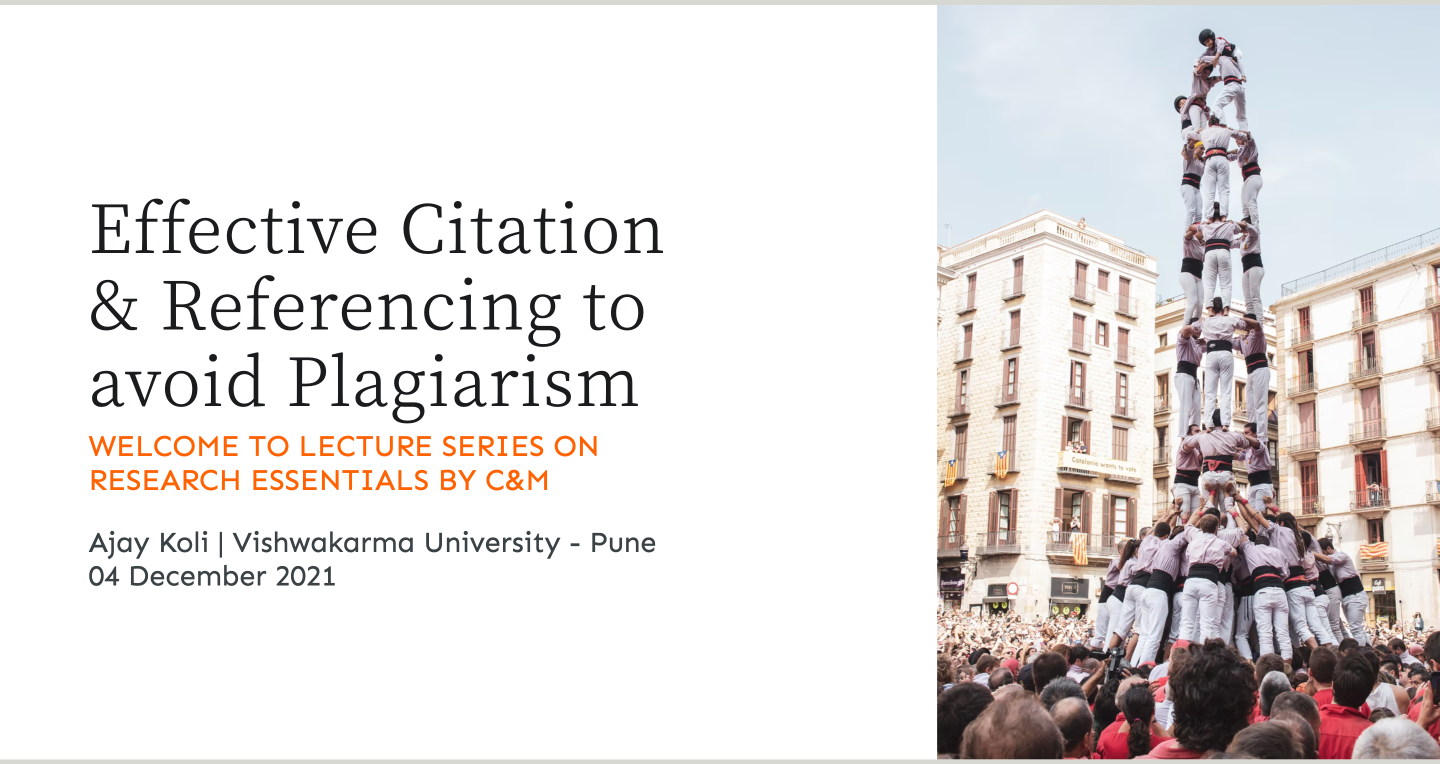 Effective Citation
& Referencing to
avoid Plagiarism
WELCOME TO LECTURE SERIES ON
RESEARCH ESSENTIALS BY C&M
Ajay Koli | Vishwakarma University - Pune
04 December 2021
Catalonia wants to vote